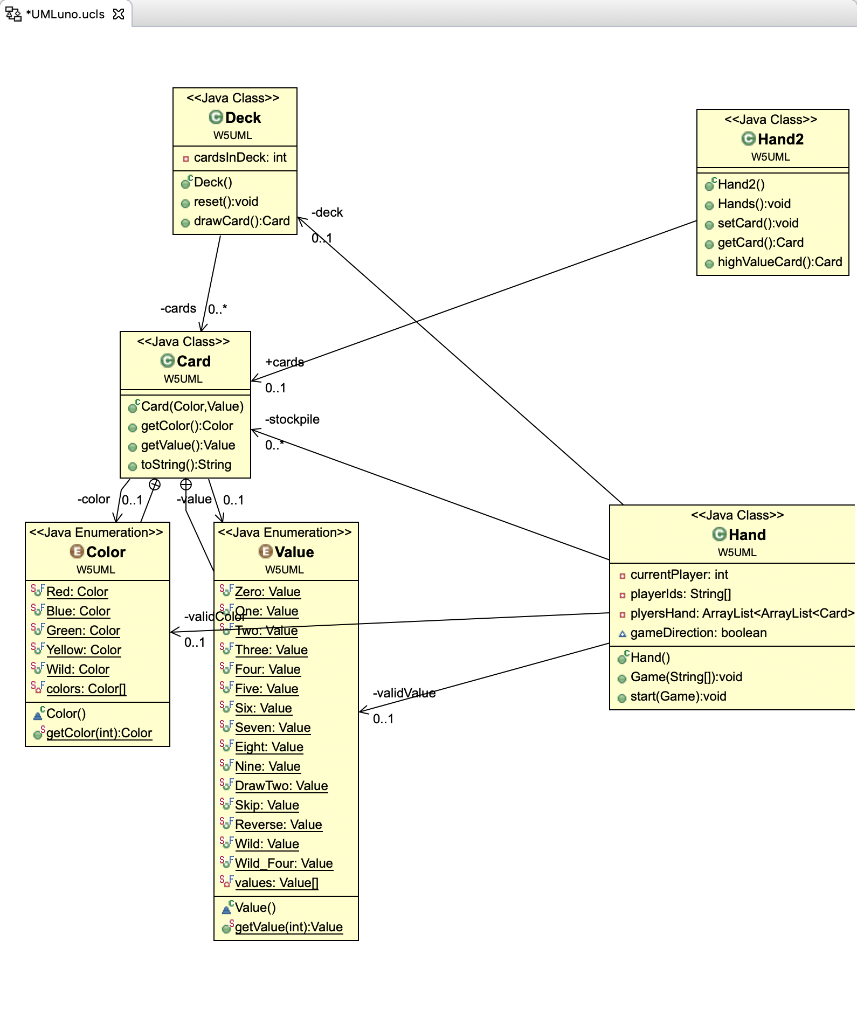 *UMLuno.ucls
<<Java Class>>
Deck
W5UML
cardsInDeck: int
Deck()
reset():void
drawCard():Card
<<Java Class>>
Hand2
W5UML
Hand2()
Hands():void
setCard():void
getCard():Card
highValueCard():Card
-deck
0..1
-cards 0..*
<<Java Class>>
Card
W5UML
Card(Color,Value)
getColor():Color
getValue():Value
toString():String
+cards
0..1
-stockpile
0..*
-color 0..1
-value 0..1
<<Java Enumeration>>
Color
W5UML
Red: Color
Blue: Color
Green: Color
Yellow: Color
Wild: Color
colors: Color[]
Color()
getColor(int):Color
<<Java Enumeration>>
Value
W5UML
Zero: Value
One: Value
Two: Value
Three: Value
Four: Value
Five: Value
Six: Value
Seven: Value
Eight: Value
Nine: Value
DrawTwo: Value
Skip: Value
Reverse: Value
Wild: Value
Wild_Four: Value
values: Value[]
Value()
getValue(int):Value
-validColor
0..1
-validValue
0..1
<<Java Class>>
Hand
W5UML
currentPlayer: int
playerIds: String[]
plyersHand: ArrayList<ArrayList<Card>
gameDirection: boolean
Hand()
Game(String[]):void
start(Game):void